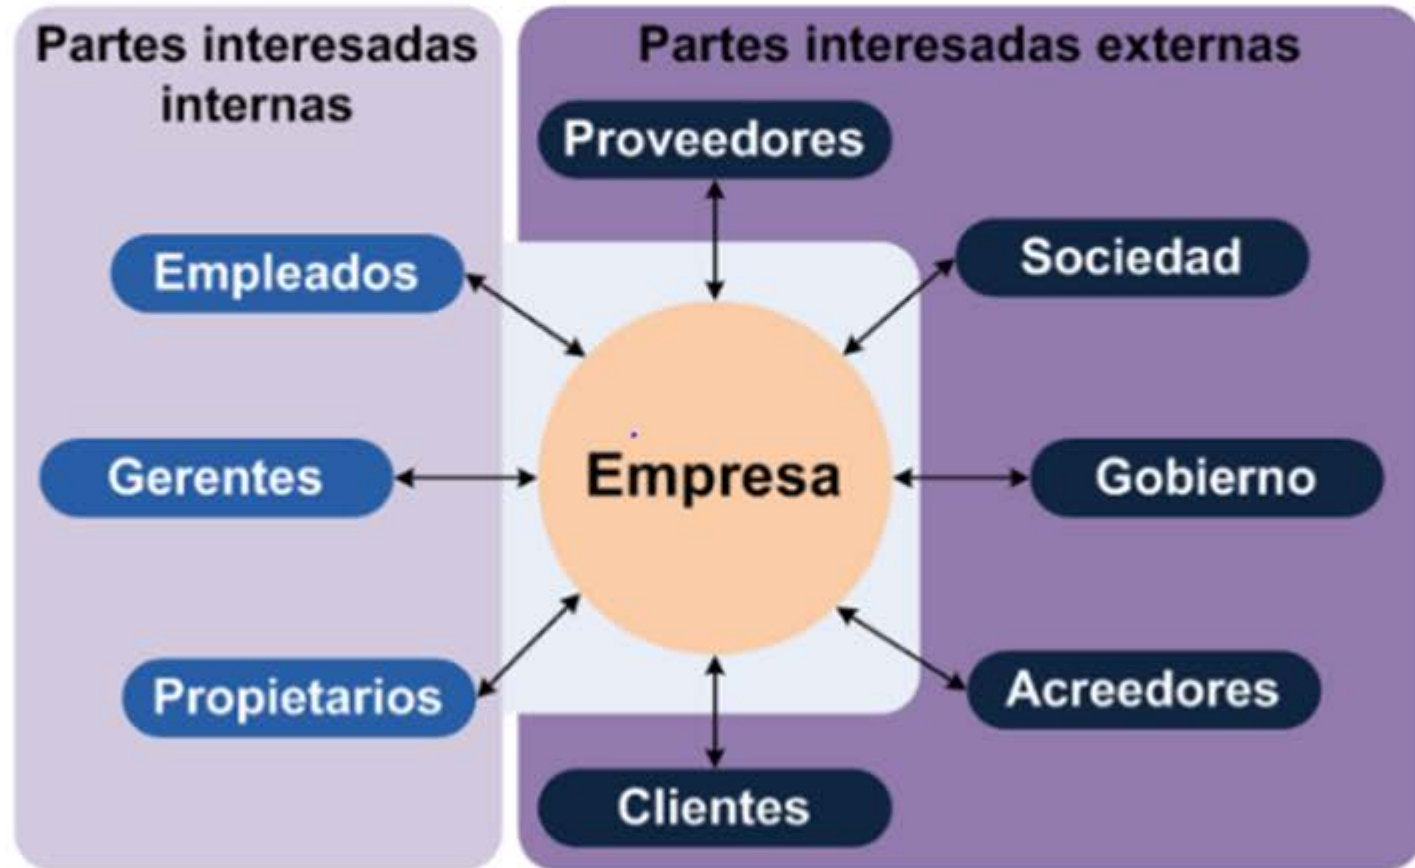 Partes interesadas
internas
Partes interesadas externas
Proveedores
Empleados
Sociedad
Gerentes
Empresa
Gobierno
Propietarios
Acreedores
Clientes